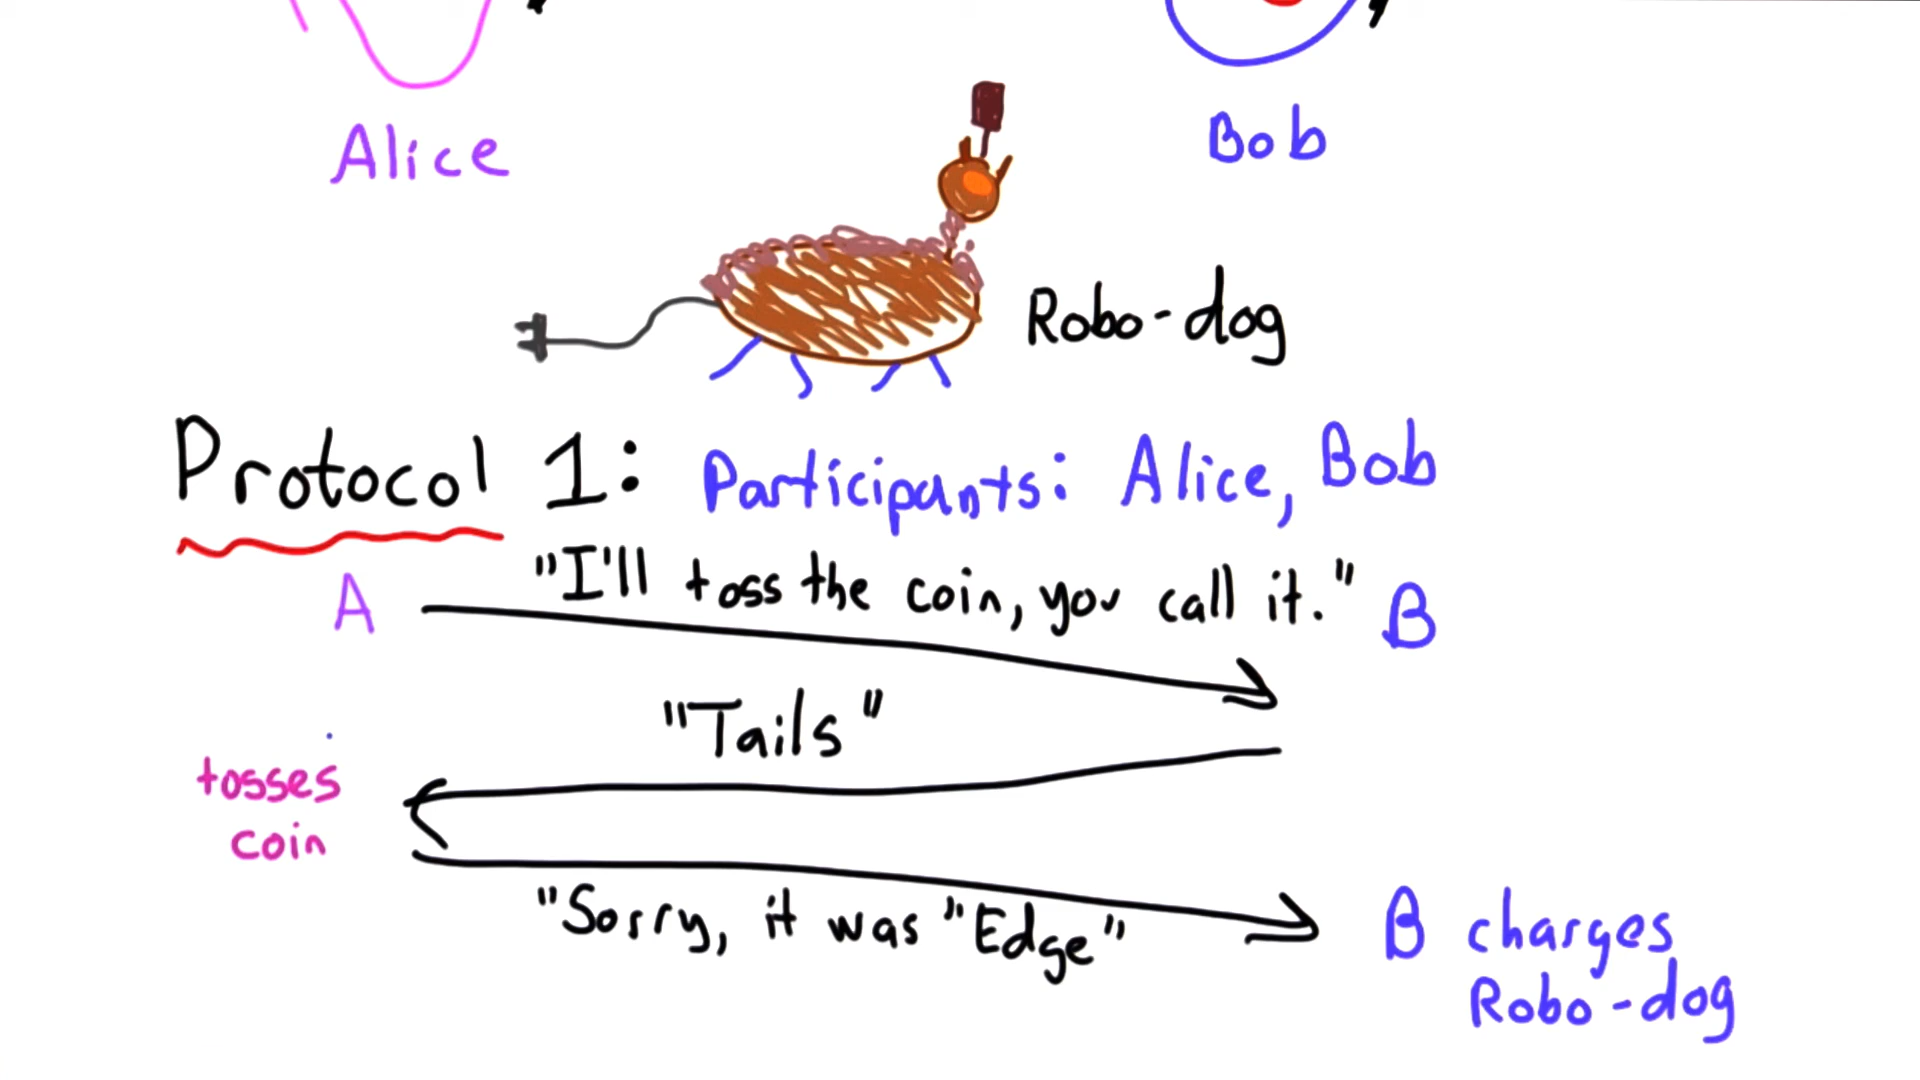 Alice
Bob
Robo-dog
Protocol 1: Participants: Alice, Bob
A "I'll toss the coin, you call it." B
"Tails"
tosses
coin
"Sorry, it was "Edge"
B charges
Robo-dog